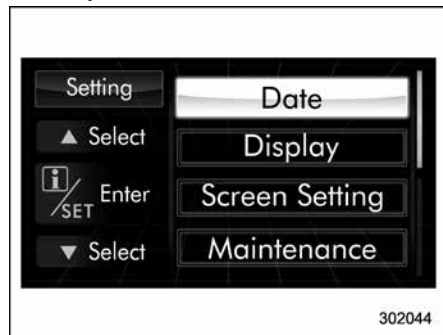 Setting
▲ Select
i/SET Enter
▼ Select
Date
Display
Screen Setting
Maintenance
302044